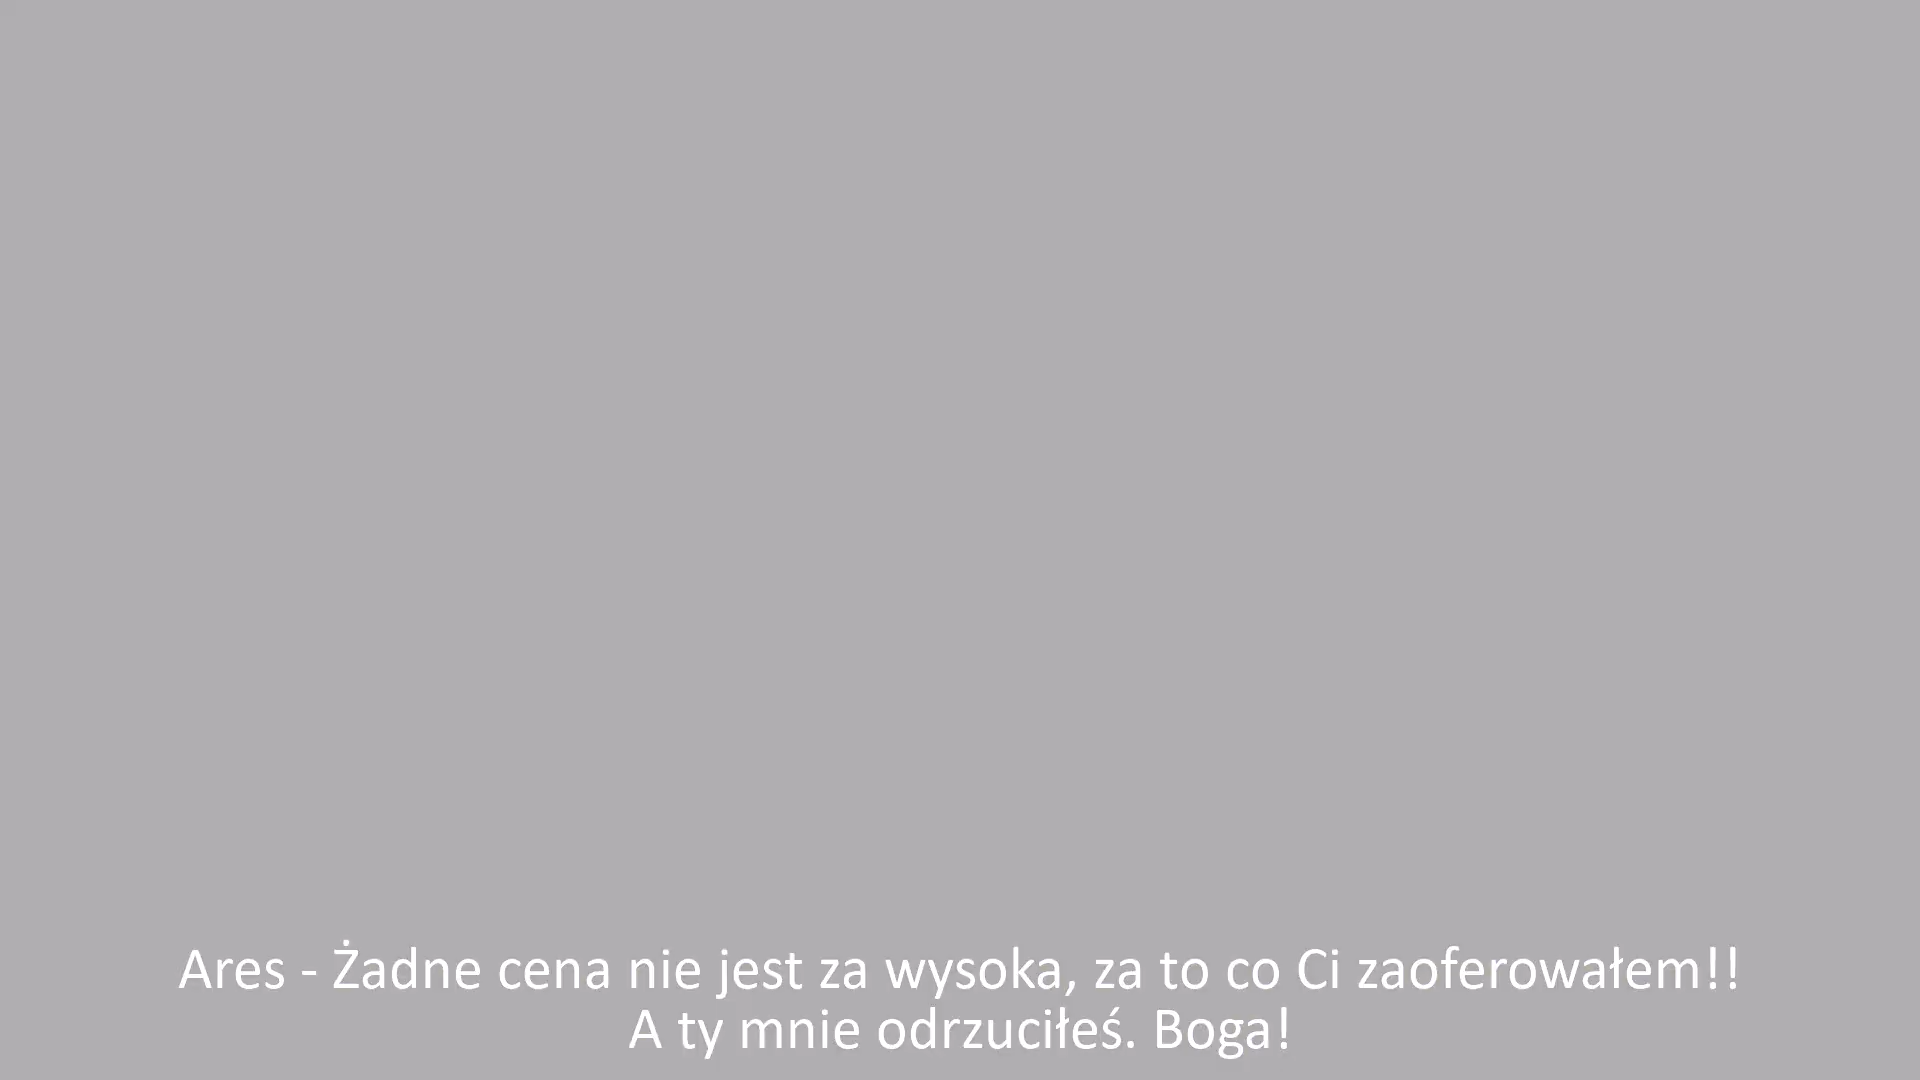 Ares - Żadne cena nie jest za wysoka, za to co Ci zaoferowałem!!
A ty mnie odrzuciłeś. Boga!